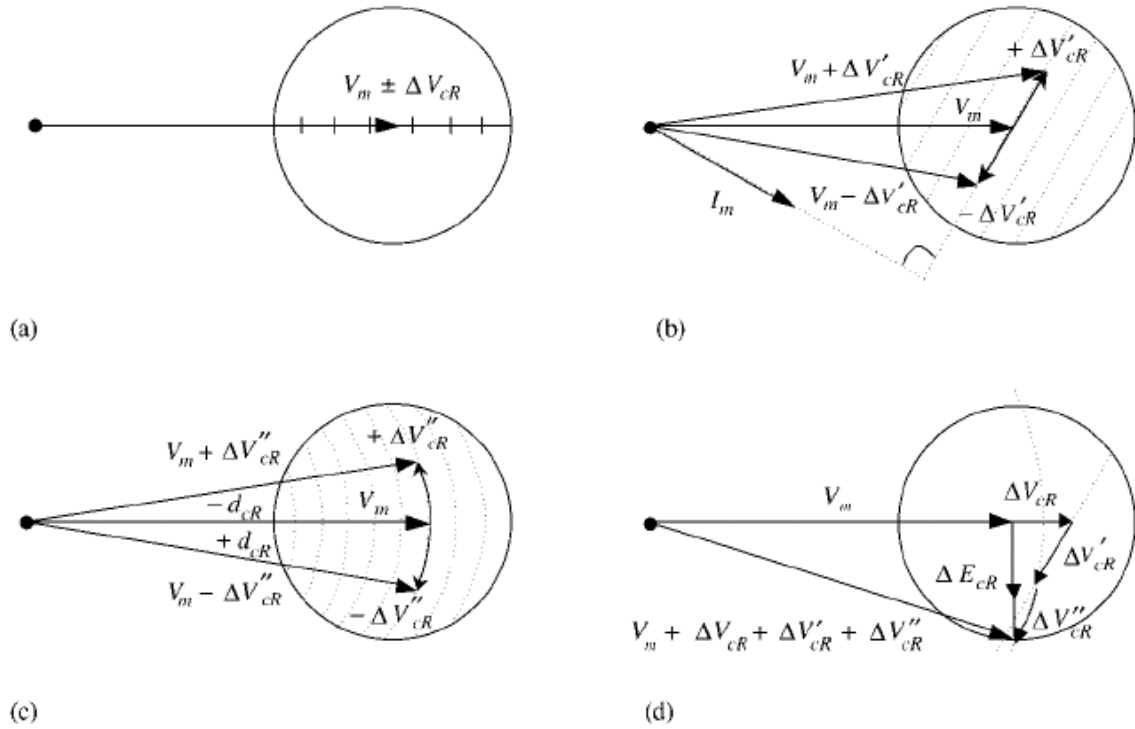 V_m ± ΔV_cR
(a)
+ ΔV'_cR
V_m + ΔV'_cR
V_m
V_m − ΔV'_cR
I_m
− ΔV'_cR
(b)
+ ΔV''_cR
V_m + ΔV''_cR
− d_cR
V_m
+ d_cR
V_m − ΔV''_cR
− ΔV''_cR
(c)
V_m
ΔV_cR
ΔV'_cR
ΔE_cR
ΔV''_cR
V_m + ΔV_cR + ΔV'_cR + ΔV''_cR
(d)